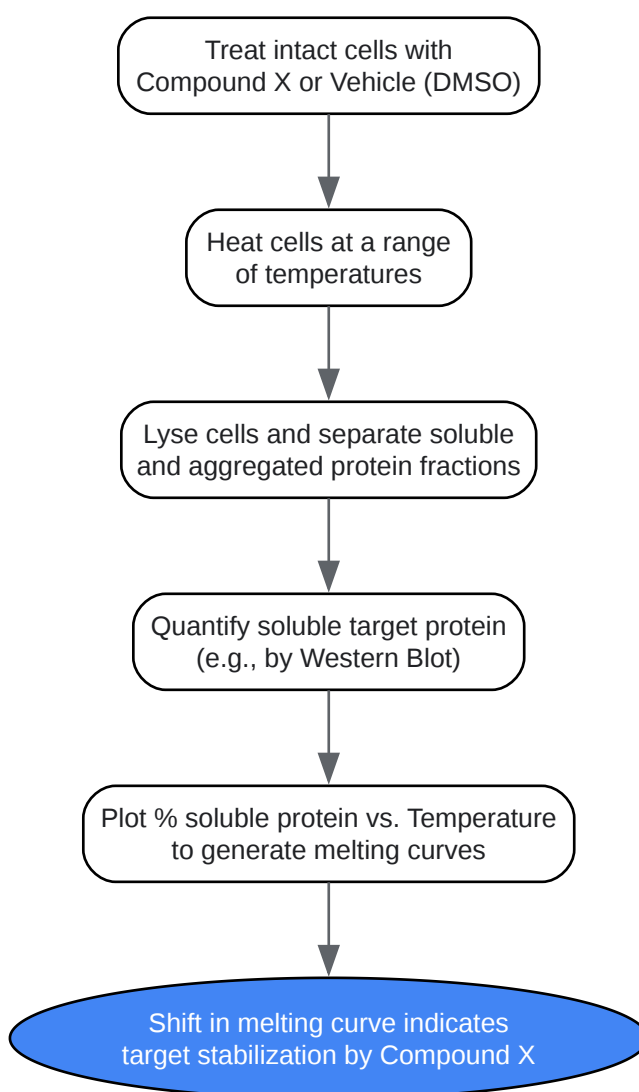 Treat intact cells with
Compound X or Vehicle (DMSO)
Heat cells at a range
of temperatures
Lyse cells and separate soluble
and aggregated protein fractions
Quantify soluble target protein
(e.g., by Western Blot)
Plot % soluble protein vs. Temperature
to generate melting curves
Shift in melting curve indicates
target stabilization by Compound X